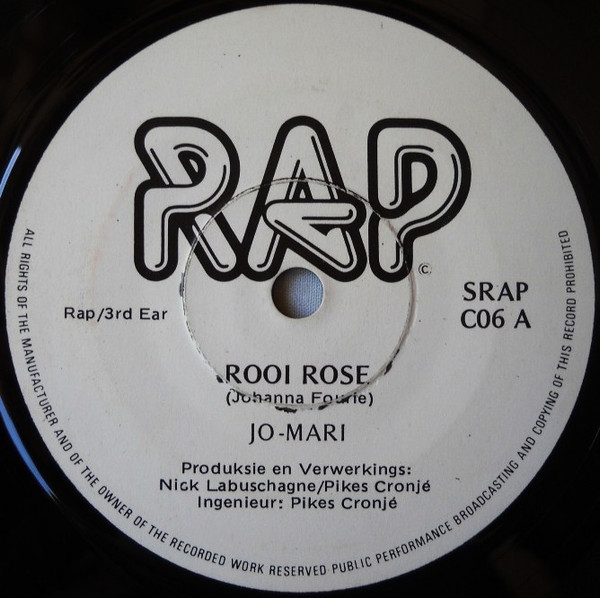 RAP
©
Rap/3rd Ear
SRAP
C06 A
ROOI ROSE
(Johanna Fourie)
JO-MARI
Produksie en Verwerkings:
Nick Labuschagne/Pikes Cronjé
Ingenieur: Pikes Cronjé
ALL RIGHTS OF THE MANUFACTURER AND OF THE OWNER OF THE RECORDED WORK RESERVED PUBLIC PERFORMANCE BROADCASTING AND COPYING OF THIS RECORD PROHIBITED